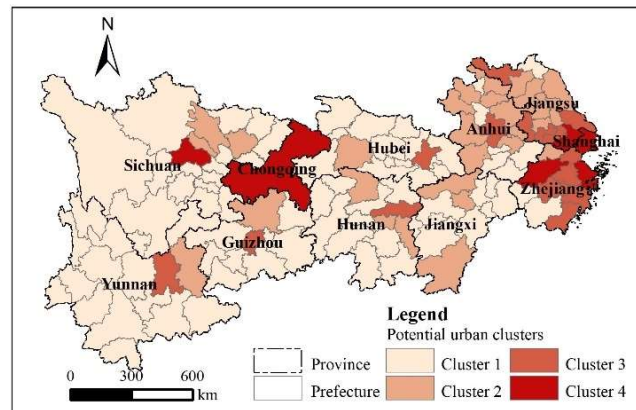 N
Jiangsu
Anhui
Shanghai
Hubei
Sichuan
Chongqing
Zhejiang
Hunan
Jiangxi
Guizhou
Yunnan
Legend
Potential urban clusters
Province
Cluster 1
Cluster 3
Prefecture
Cluster 2
Cluster 4
0 300 600
km